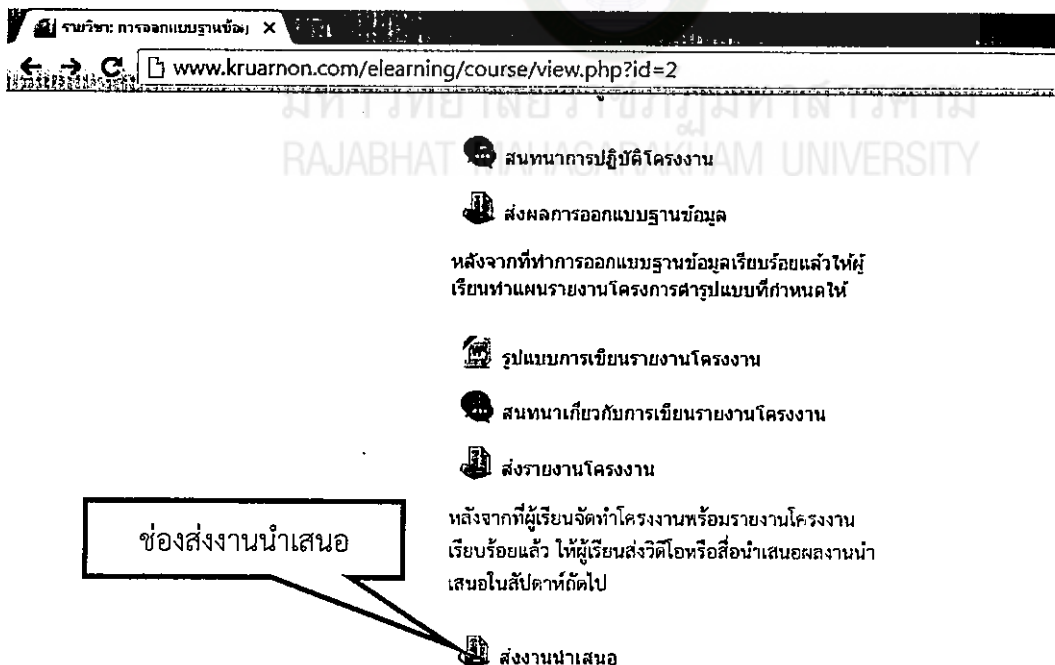 รายวิชา: การออกแบบฐานข้อมู ×
www.kruarnon.com/elearning/course/view.php?id=2
มหาวิทยาลัยราชภัฏมหาสารคาม
RAJABHAT MAHASARAKHAM UNIVERSITY
สนทนาการปฏิบัติโครงงาน
ส่งผลการออกแบบฐานข้อมูล
หลังจากที่ทำการออกแบบฐานข้อมูลเรียบร้อยแล้วให้ผู้
เรียนทำแผนรายงานโครงการตารูปแบบที่กำหนดให้
รูปแบบการเขียนรายงานโครงงาน
สนทนาเกี่ยวกับการเขียนรายงานโครงงาน
ส่งรายงานโครงงาน
ช่องส่งงานนำเสนอ
หลังจากที่ผู้เรียนจัดทำโครงงานพร้อมรายงานโครงงาน
เรียบร้อยแล้ว ให้ผู้เรียนส่งวิดีโอหรือสื่อนำเสนอผลงานนำ
เสนอในสัปดาห์ถัดไป
ส่งงานนำเสนอ